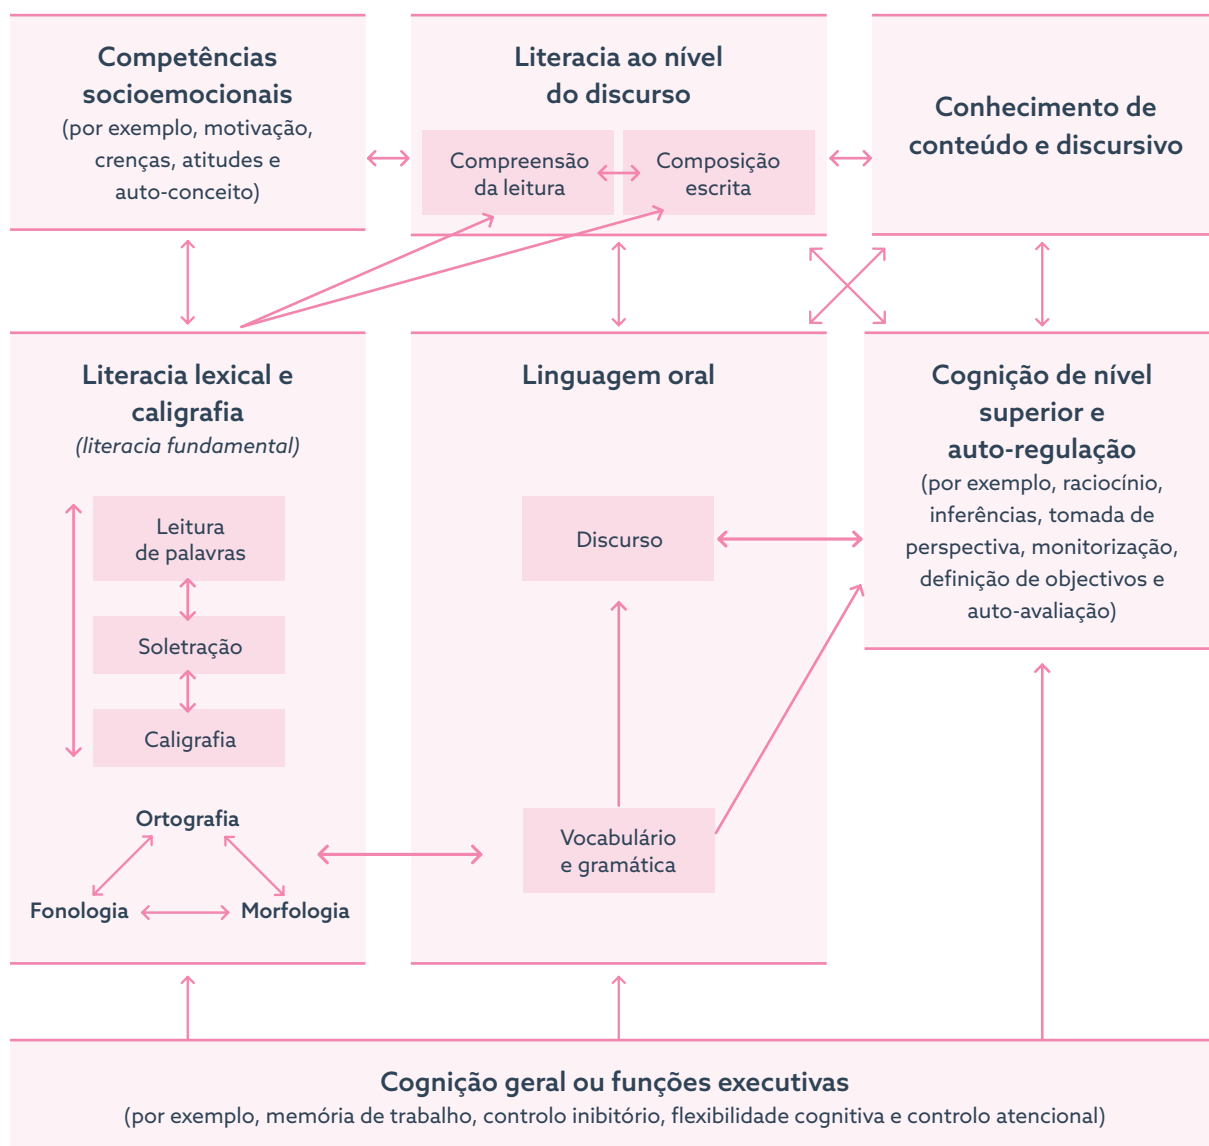 Competências
socioemocionais
(por exemplo, motivação,
crenças, atitudes e
auto-conceito)
Literacia ao nível
do discurso
Compreensão
da leitura
Composição
escrita
Conhecimento de
conteúdo e discursivo
Literacia lexical e
caligrafia
(literacia fundamental)
Leitura
de palavras
Soletração
Caligrafia
Ortografia
Fonologia
Morfologia
Linguagem oral
Discurso
Vocabulário
e gramática
Cognição de nível
superior e
auto-regulação
(por exemplo, raciocínio,
inferências, tomada de
perspectiva, monitorização,
definição de objectivos e
auto-avaliação)
Cognição geral ou funções executivas
(por exemplo, memória de trabalho, controlo inibitório, flexibilidade cognitiva e controlo atencional)